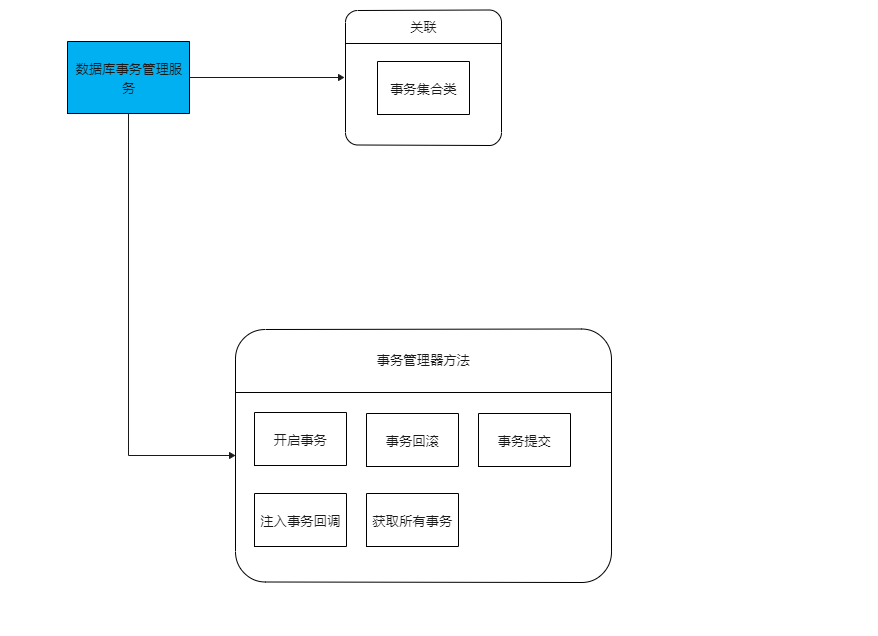 关联
数据库事务管理服
务
事务集合类
事务管理器方法
开启事务
事务回滚
事务提交
注入事务回调
获取所有事务